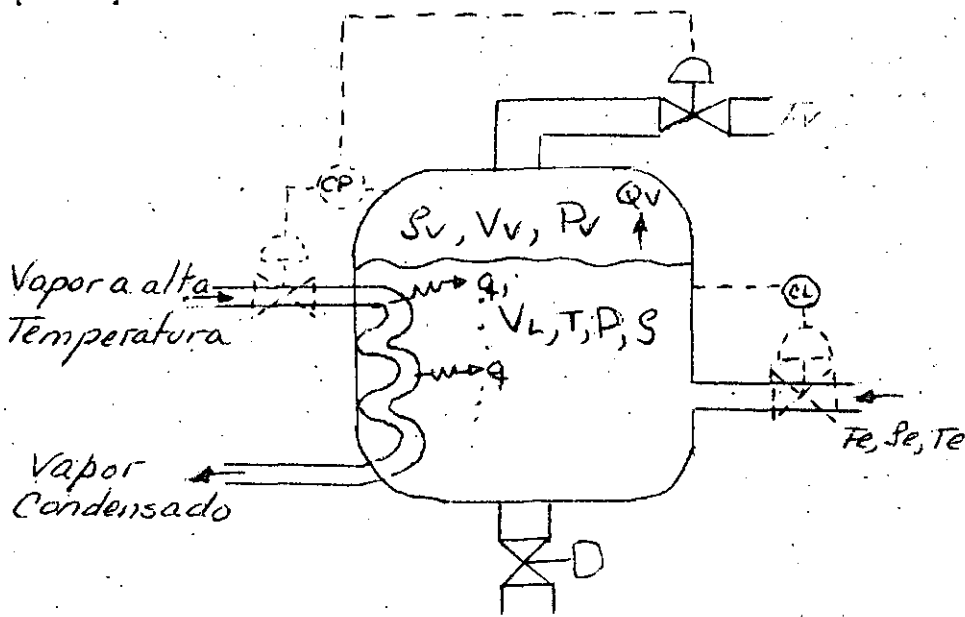 CP
Qv
ρv, Vv, Pv
Vapor a alta
Temperatura
q,
VL, T, P, ρ
CL
q
Fe, ρe, Te
Vapor
Condensado